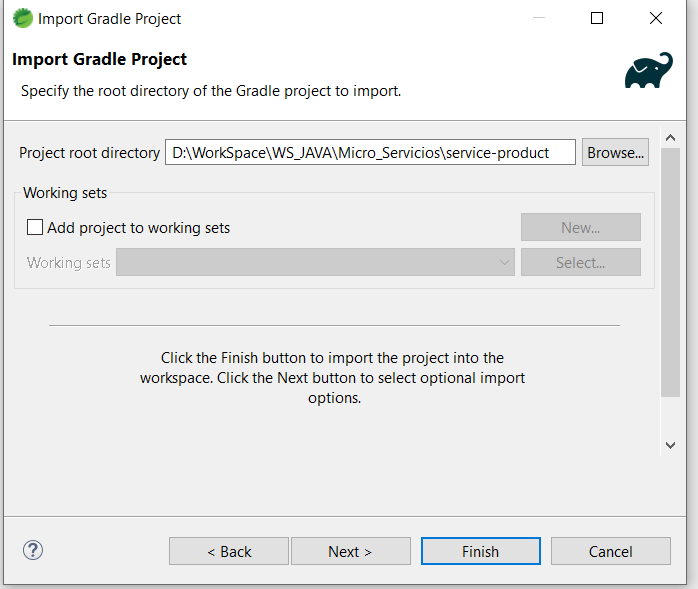 Import Gradle Project
Import Gradle Project
Specify the root directory of the Gradle project to import.
Project root directory D:\WorkSpace\WS_JAVA\Micro_Servicios\service-product Browse...
Working sets
Add project to working sets New...
Working sets Select...
Click the Finish button to import the project into the
workspace. Click the Next button to select optional import
options.
? < Back Next > Finish Cancel